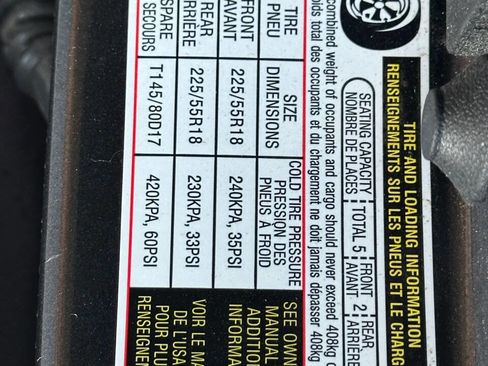 TIRE AND LOADING INFORMATION
RENSEIGNEMENTS SUR LES PNEUS ET LE CHARG
SEATING CAPACITY TOTAL 5 FRONT 2 REAR
NOMBRE DE PLACES AVANT ARRIÈRE
combined weight of occupants and cargo should never exceed 408kg
poids total des occupants et du chargement ne doit jamais dépasser 408kg
TIRE SIZE COLD TIRE PRESSURE SEE OWN
PNEU DIMENSIONS PRESSION DES MANUAL
PNEUS À FROID ADDITIO
FRONT 225/55R18 240KPA, 35PSI INFORMAT
AVANT
REAR 225/55R18 230KPA, 33PSI VOIR LE MA
ARRIÈRE DE L'USA
SPARE T145/80D17 420KPA, 60PSI POUR PLU
SECOURS RENSEIGNEM